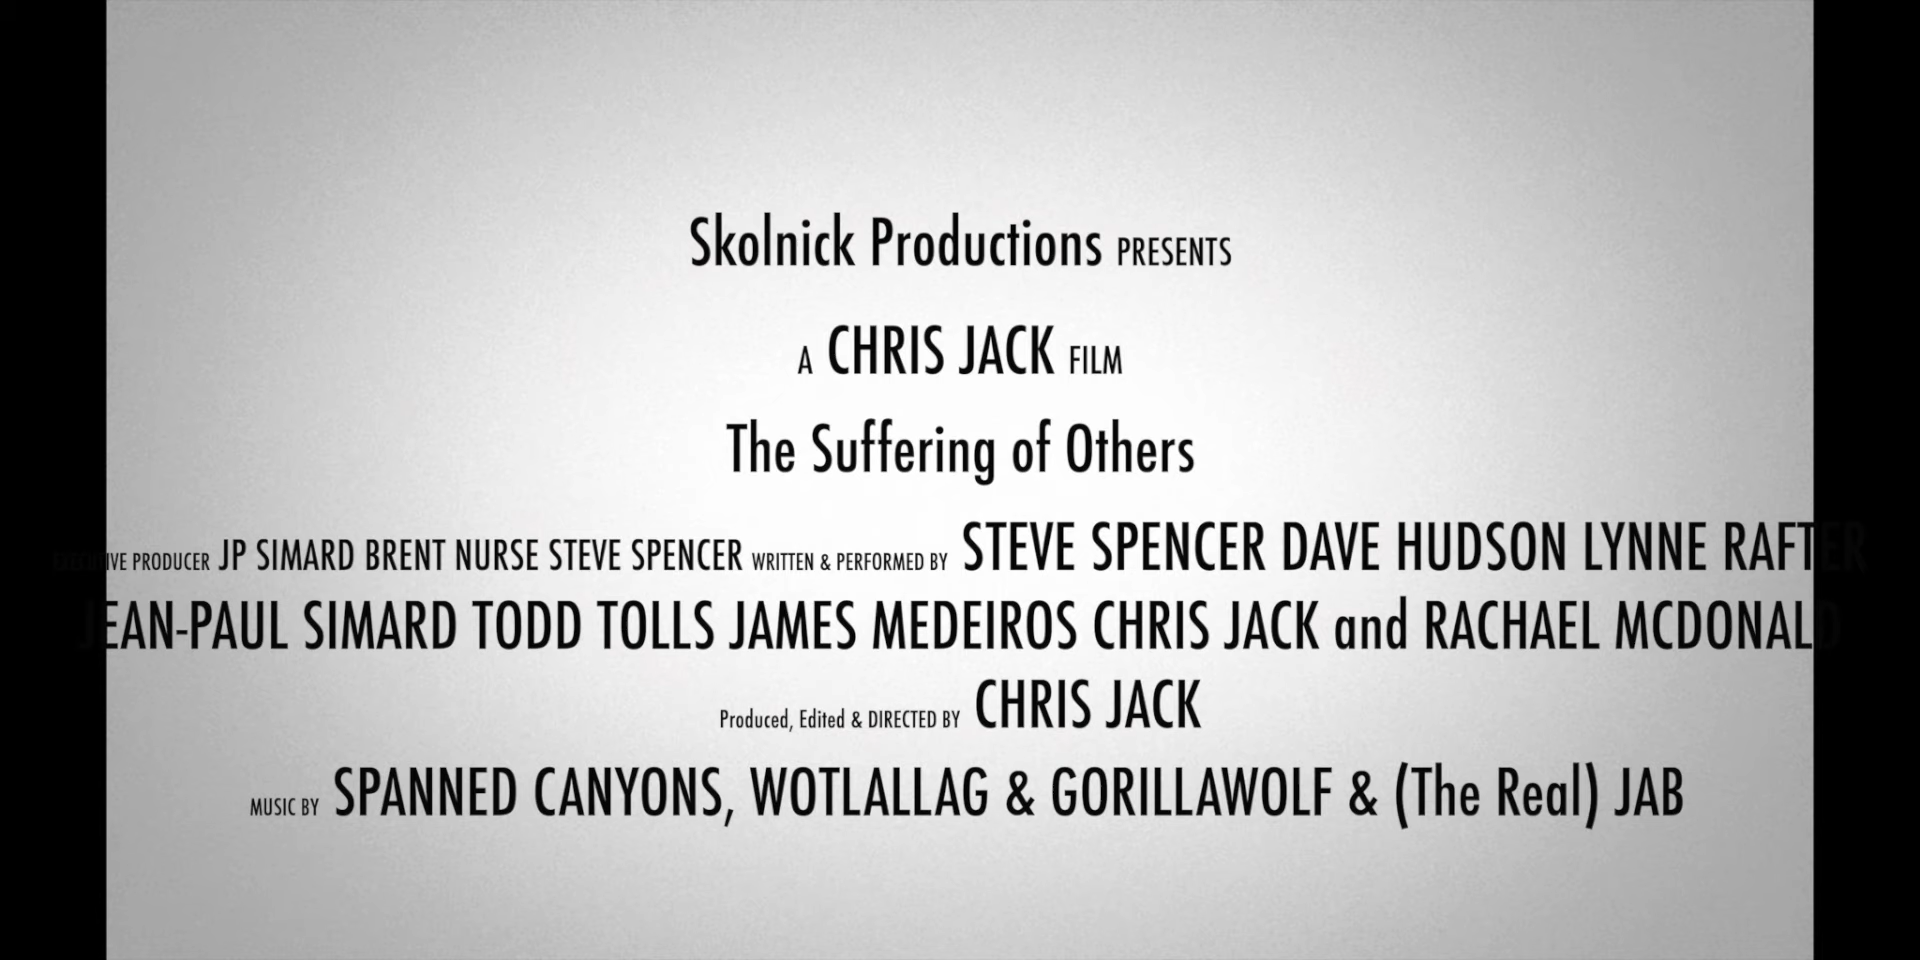 Skolnick Productions PRESENTS
A CHRIS JACK FILM
The Suffering of Others
EXECUTIVE PRODUCER JP SIMARD BRENT NURSE STEVE SPENCER WRITTEN & PERFORMED BY STEVE SPENCER DAVE HUDSON LYNNE RAFTER
JEAN-PAUL SIMARD TODD TOLLS JAMES MEDEIROS CHRIS JACK and RACHAEL MCDONALD
Produced, Edited & DIRECTED BY CHRIS JACK
MUSIC BY SPANNED CANYONS, WOTLALLAG & GORILLAWOLF & (The Real) JAB